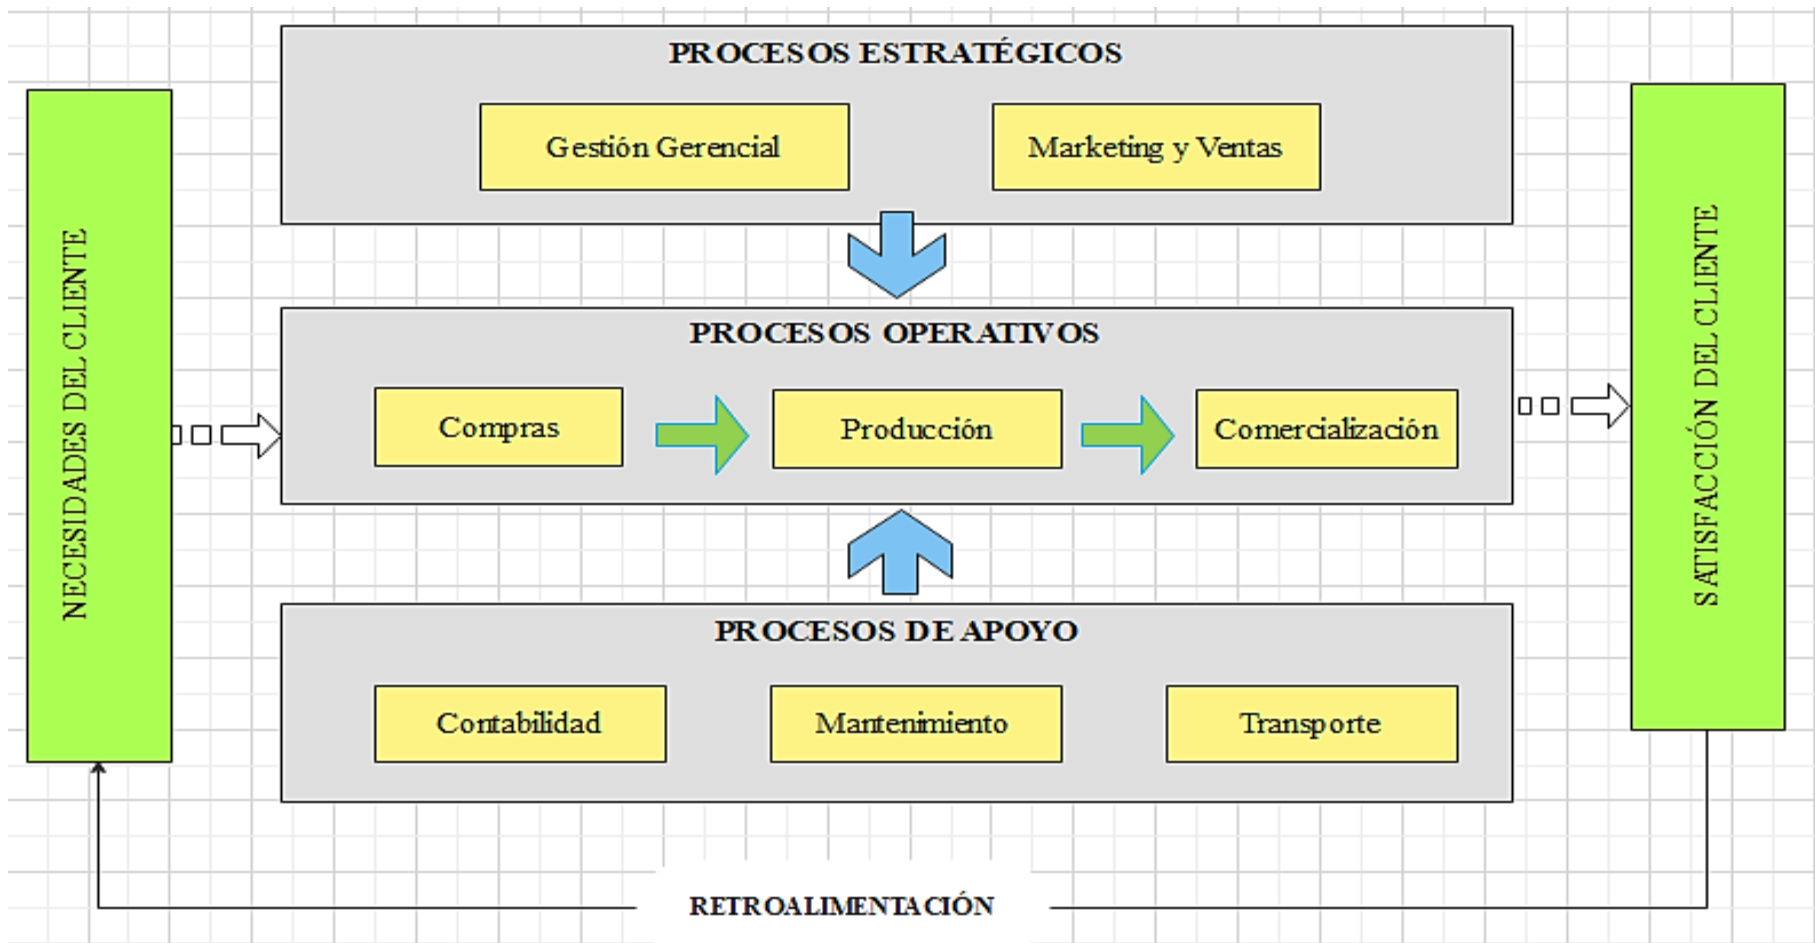 PROCESOS ESTRATÉGICOS
Gestión Gerencial
Marketing y Ventas
NECESIDADES DEL CLIENTE
PROCESOS OPERATIVOS
Compras
Producción
Comercialización
SATISFACCIÓN DEL CLIENTE
PROCESOS DE APOYO
Contabilidad
Mantenimiento
Transporte
RETROALIMENTACIÓN